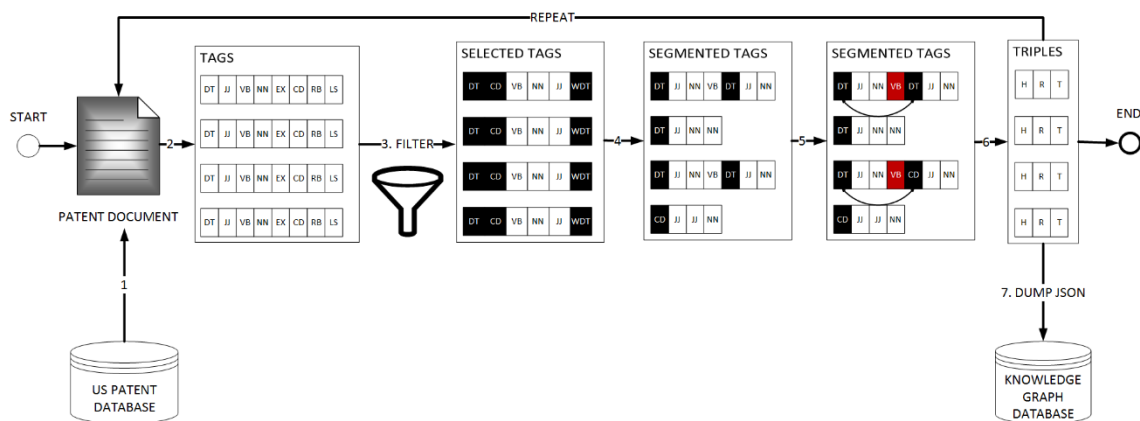 REPEAT
START
PATENT DOCUMENT
1
US PATENT
DATABASE
2
TAGS
DT JJ VB NN EX CD RB LS
DT JJ VB NN EX CD RB LS
DT JJ VB NN EX CD RB LS
DT JJ VB NN EX CD RB LS
3. FILTER
SELECTED TAGS
DT CD VB NN JJ WDT
DT CD VB NN JJ WDT
DT CD VB NN JJ WDT
DT CD VB NN JJ WDT
4
SEGMENTED TAGS
DT JJ NN VB DT JJ NN
DT JJ NN NN
DT JJ NN VB DT JJ NN
CD JJ JJ NN
5
SEGMENTED TAGS
DT JJ NN VB DT JJ NN
DT JJ NN NN
DT JJ NN VB CD JJ NN
CD JJ JJ NN
6
TRIPLES
H R T
H R T
H R T
H R T
END
7. DUMP JSON
KNOWLEDGE
GRAPH
DATABASE